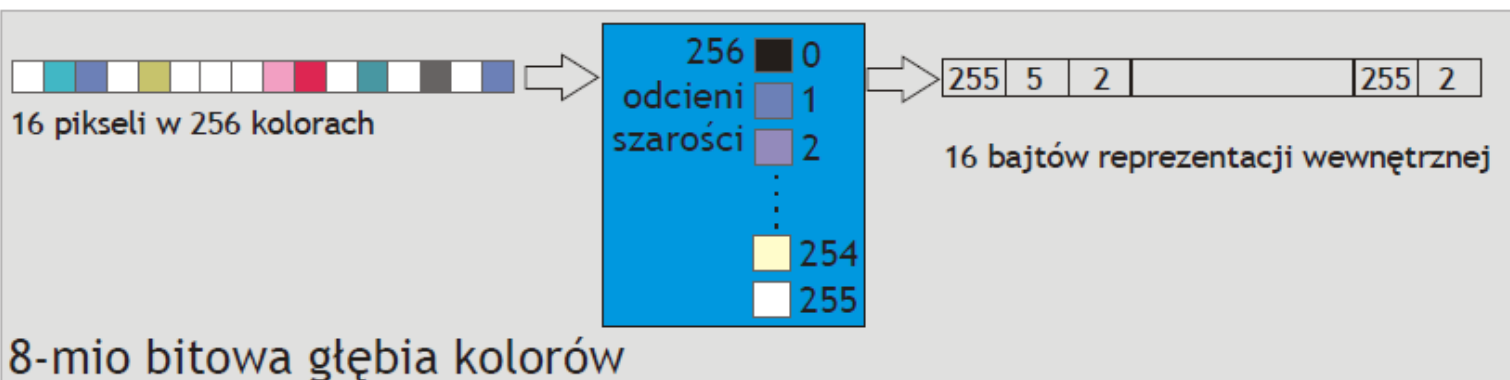 16 pikseli w 256 kolorach
256 0
odcieni 1
szarości 2
254
255
255 5 2 255 2
16 bajtów reprezentacji wewnętrznej
8-mio bitowa głębia kolorów